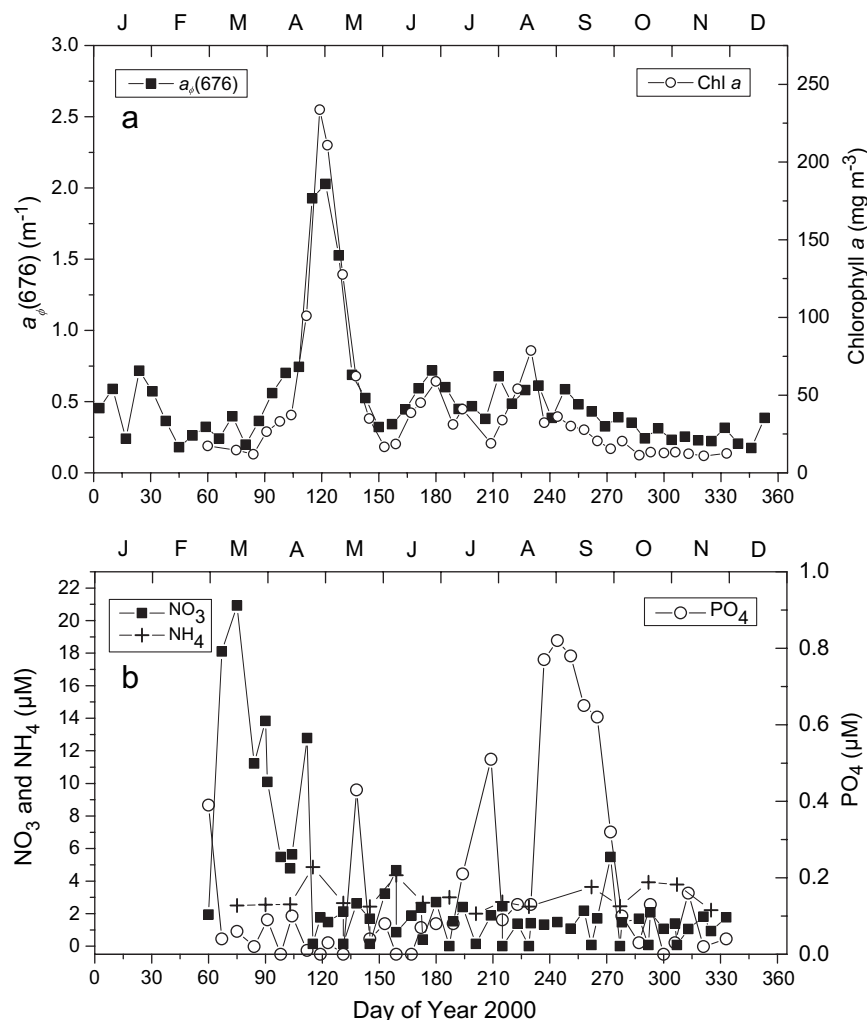 J F M A M J J A S O N D
3.0
2.5
2.0
1.5
1.0
0.5
0.0
a𝜙(676) (m-1)
a𝜙(676)
Chl a
a
250
200
150
100
50
0
Chlorophyll a (mg m-3)
0 30 60 90 120 150 180 210 240 270 300 330 360
J F M A M J J A S O N D
22
20
18
16
14
12
10
8
6
4
2
0
NO3 and NH4 (µM)
NO3
NH4
PO4
b
1.0
0.8
0.6
0.4
0.2
0.0
PO4 (µM)
0 30 60 90 120 150 180 210 240 270 300 330 360
Day of Year 2000